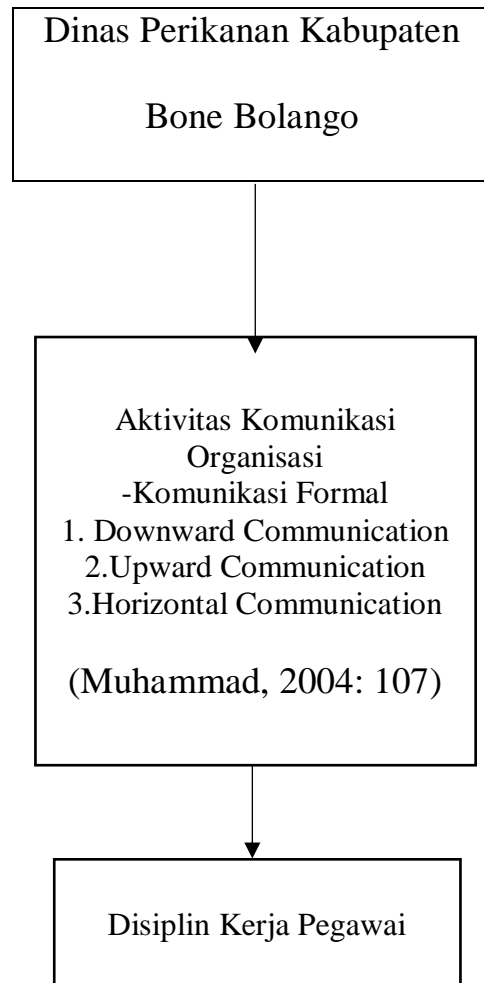 Dinas Perikanan Kabupaten
Bone Bolango
Aktivitas Komunikasi
Organisasi
-Komunikasi Formal
1. Downward Communication
2.Upward Communication
3.Horizontal Communication
(Muhammad, 2004: 107)
Disiplin Kerja Pegawai